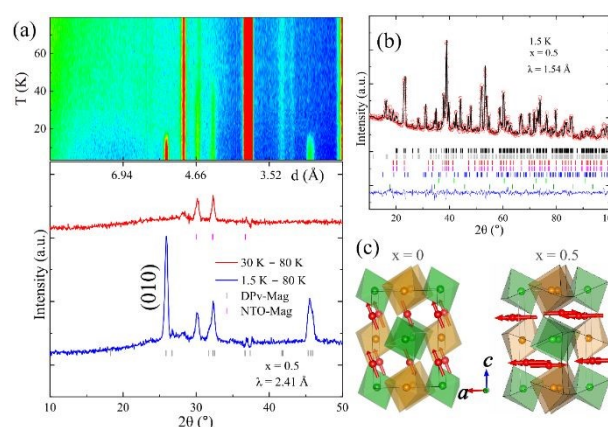 (a)
T (K)
60
40
20
6.94 4.66 d (Å) 3.52
Intensity (a.u.)
30 K – 80 K
1.5 K – 80 K
DPv-Mag
NTO-Mag
(010)
x = 0.5
λ = 2.41 Å
10 20 30 40 50
2θ (°)
(b)
1.5 K
x = 0.5
λ = 1.54 Å
Intensity (a.u.)
20 40 60 80 100
2θ (°)
(c)
x = 0 x = 0.5
c
a